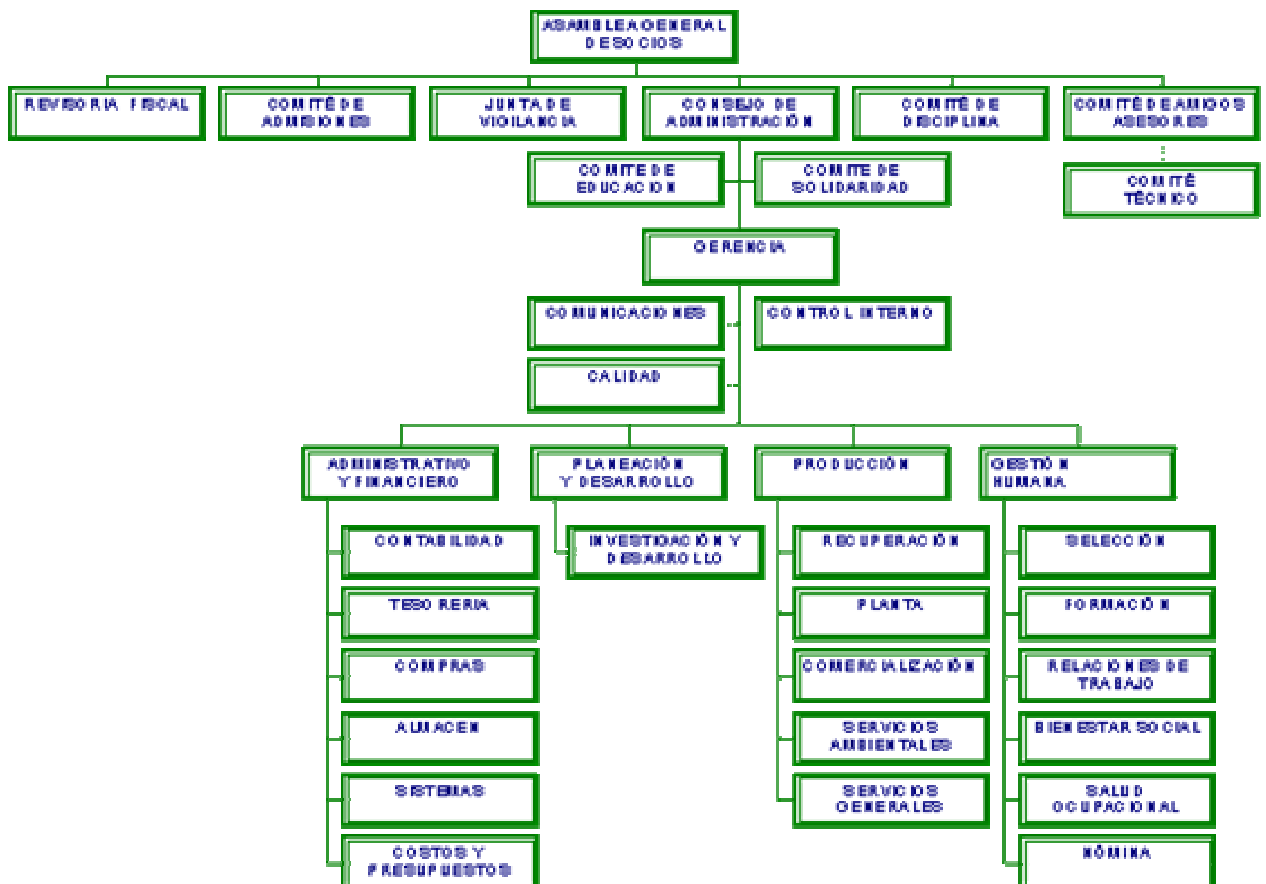 ASAMBLEA GENERAL
DE SOCIOS
REVISORIA FISCAL
COMITÉ DE
ADMISIONES
JUNTA DE
VIGILANCIA
CONSEJO DE
ADMINISTRACIÓN
COMITÉ DE
DISCIPLINA
COMITÉ DE AMIGOS
ASESORES
COMITE DE
EDUCACION
COMITE DE
SOLIDARIDAD
COMITÉ
TÉCNICO
GERENCIA
COMUNICACIONES
CONTROL INTERNO
CALIDAD
ADMINISTRATIVO
Y FINANCIERO
PLANEACIÓN
Y DESARROLLO
PRODUCCIÓN
GESTIÓN
HUMANA
CONTABILIDAD
TESORERIA
COMPRAS
ALMACEN
SISTEMAS
COSTOS Y
PRESUPUESTOS
INVESTIGACIÓN Y
DESARROLLO
RECUPERACIÓN
PLANTA
COMERCIALIZACIÓN
SERVICIOS
AMBIENTALES
SERVICIOS
GENERALES
SELECCIÓN
FORMACIÓN
RELACIONES DE
TRABAJO
BIENESTAR SOCIAL
SALUD
OCUPACIONAL
NÓMINA